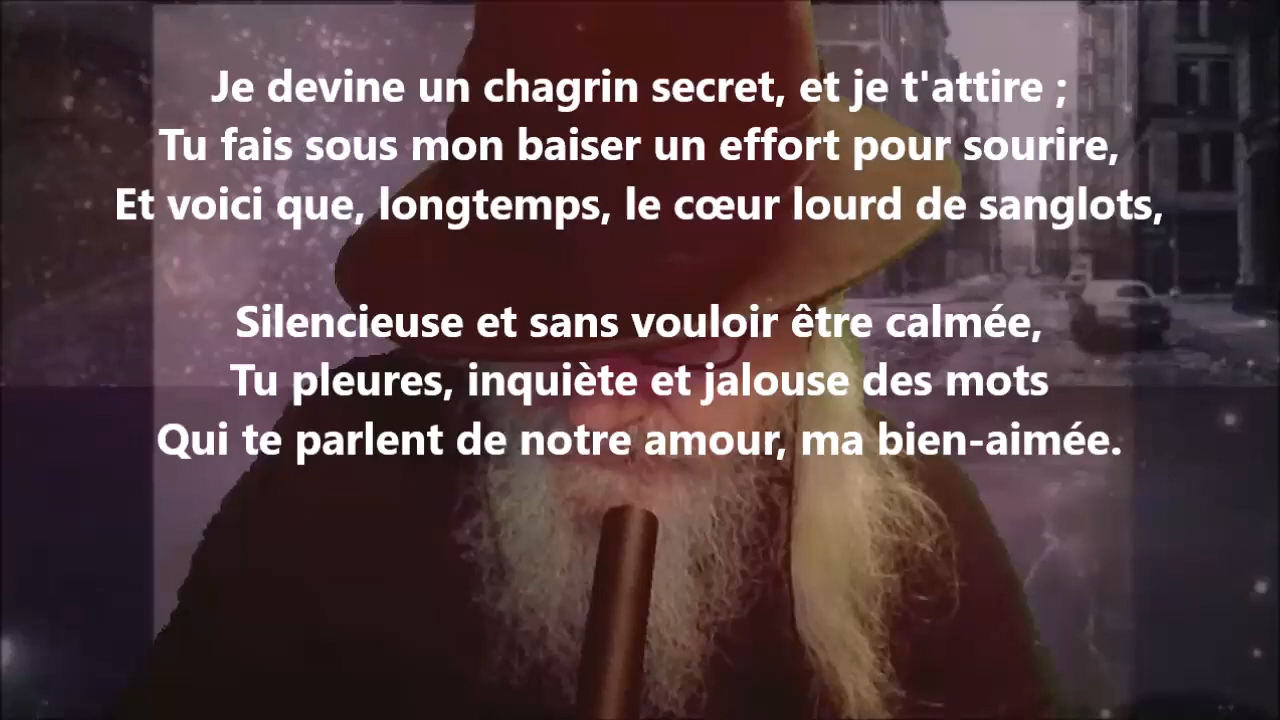 Je devine un chagrin secret, et je t'attire ;
Tu fais sous mon baiser un effort pour sourire,
Et voici que, longtemps, le cœur lourd de sanglots,
Silencieuse et sans vouloir être calmée,
Tu pleures, inquiète et jalouse des mots
Qui te parlent de notre amour, ma bien-aimée.